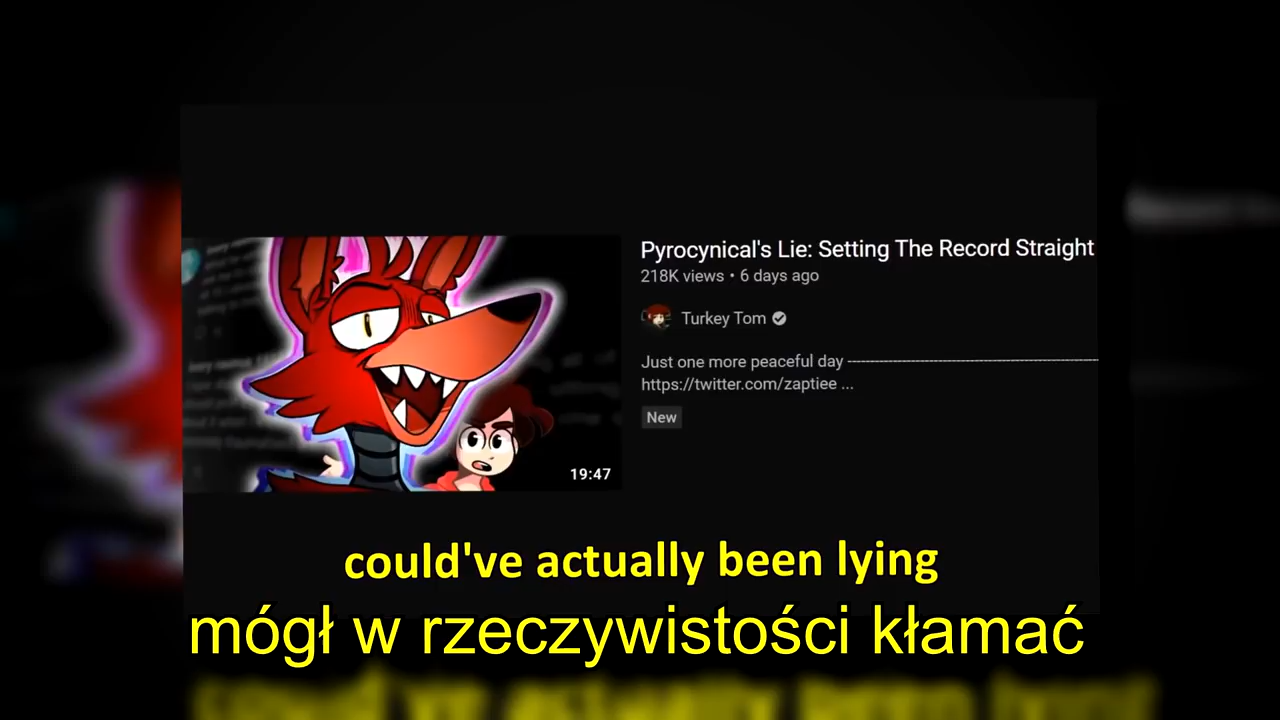 Pyrocynical's Lie: Setting The Record Straight
218K views • 6 days ago
Turkey Tom
Just one more peaceful day ----------------------------------------------------------------
https://twitter.com/zaptiee ...
New
19:47
could've actually been lying
mógł w rzeczywistości kłamać